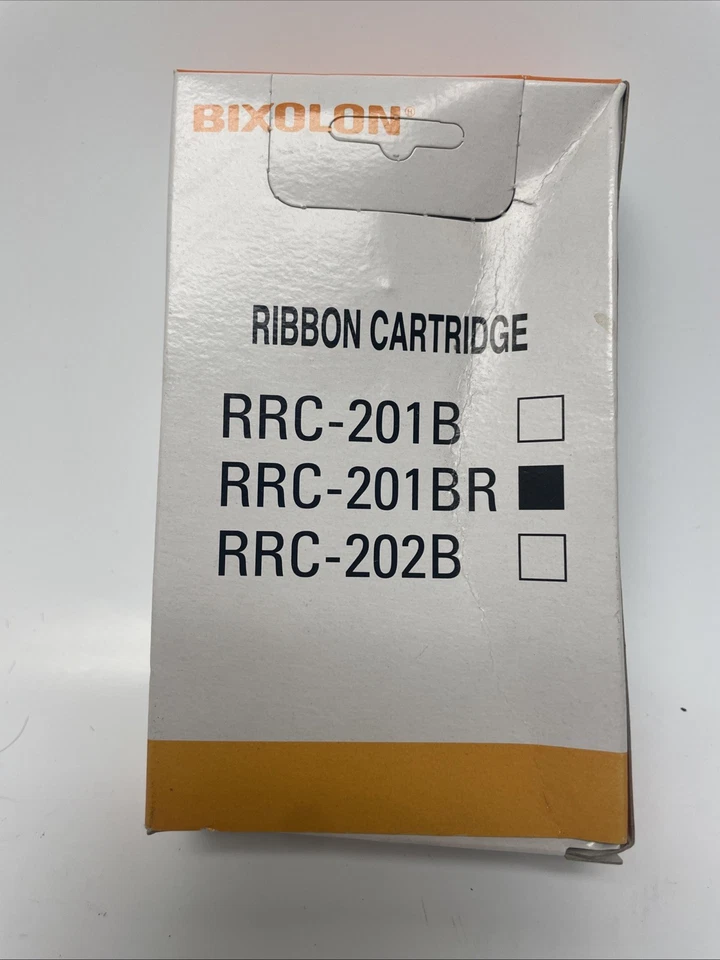 BIXOLON®
RIBBON CARTRIDGE
RRC-201B
RRC-201BR
RRC-202B